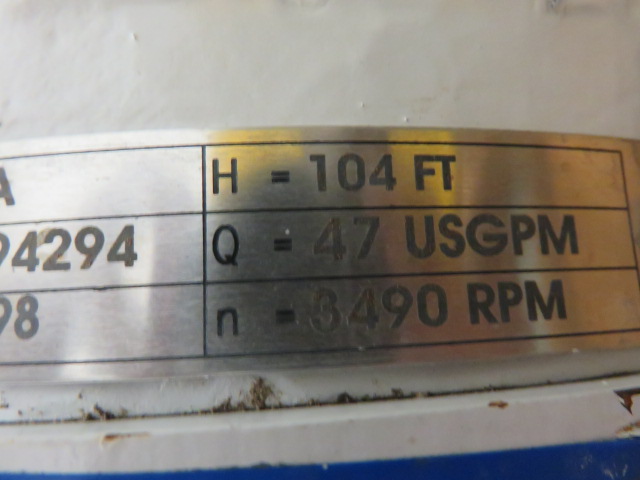 A H = 104 FT
94294 Q = 47 USGPM
98 n = 3490 RPM